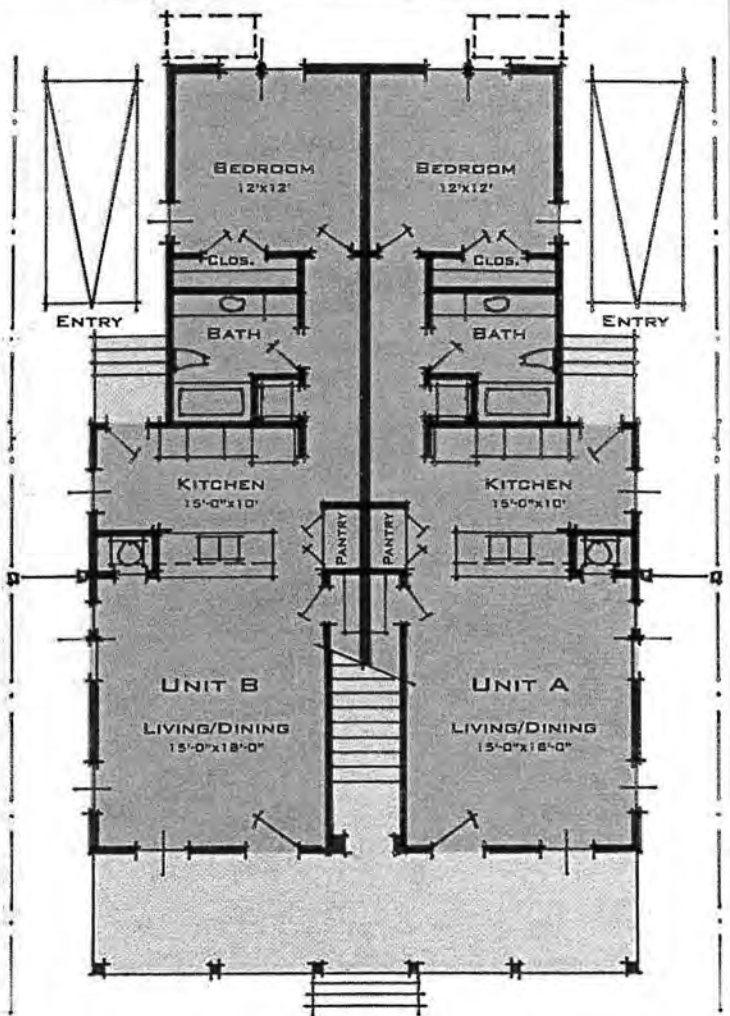 BEDROOM
12'x12'
BEDROOM
12'x12'
CLOS.
CLOS.
ENTRY
ENTRY
BATH
BATH
KITCHEN
15'-0"x10'
KITCHEN
15'-0"x10'
PANTRY
PANTRY
UNIT B
UNIT A
LIVING/DINING
15'-0"x18'-0"
LIVING/DINING
15'-0"x18'-0"